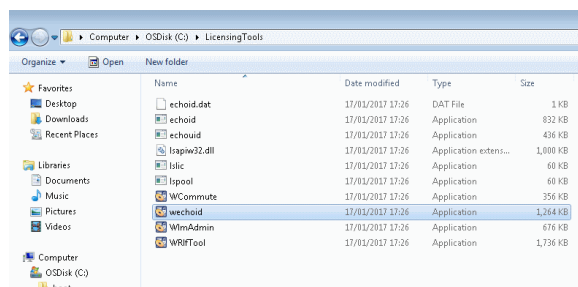 Computer ▸ OSDisk (C:) ▸ LicensingTools
Organize ▾ Open New folder
Name Date modified Type Size
Favorites
Desktop
Downloads
Recent Places
Libraries
Documents
Music
Pictures
Videos
Computer
OSDisk (C:)
echoid.dat 17/01/2017 17:26 DAT File 1 KB
echoid 17/01/2017 17:26 Application 832 KB
echouid 17/01/2017 17:26 Application 436 KB
lsapiw32.dll 17/01/2017 17:26 Application extens... 1,000 KB
lslic 17/01/2017 17:26 Application 60 KB
lspool 17/01/2017 17:26 Application 60 KB
WCommute 17/01/2017 17:26 Application 356 KB
wechoid 17/01/2017 17:26 Application 1,264 KB
WlmAdmin 17/01/2017 17:26 Application 676 KB
WRlfTool 17/01/2017 17:26 Application 1,736 KB